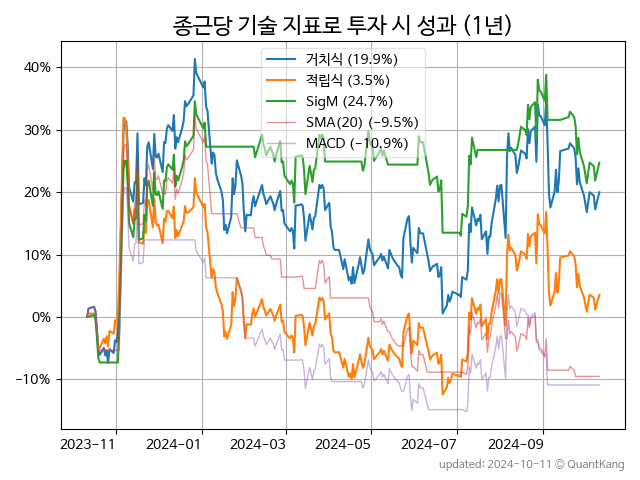 종근당 기술 지표로 투자 시 성과 (1년)
거치식 (19.9%)
적립식 (3.5%)
SigM (24.7%)
SMA(20) (−9.5%)
MACD (−10.9%)
40%
30%
20%
10%
0%
−10%
2023−11
2024−01
2024−03
2024−05
2024−07
2024−09
updated: 2024-10-11 © QuantKang